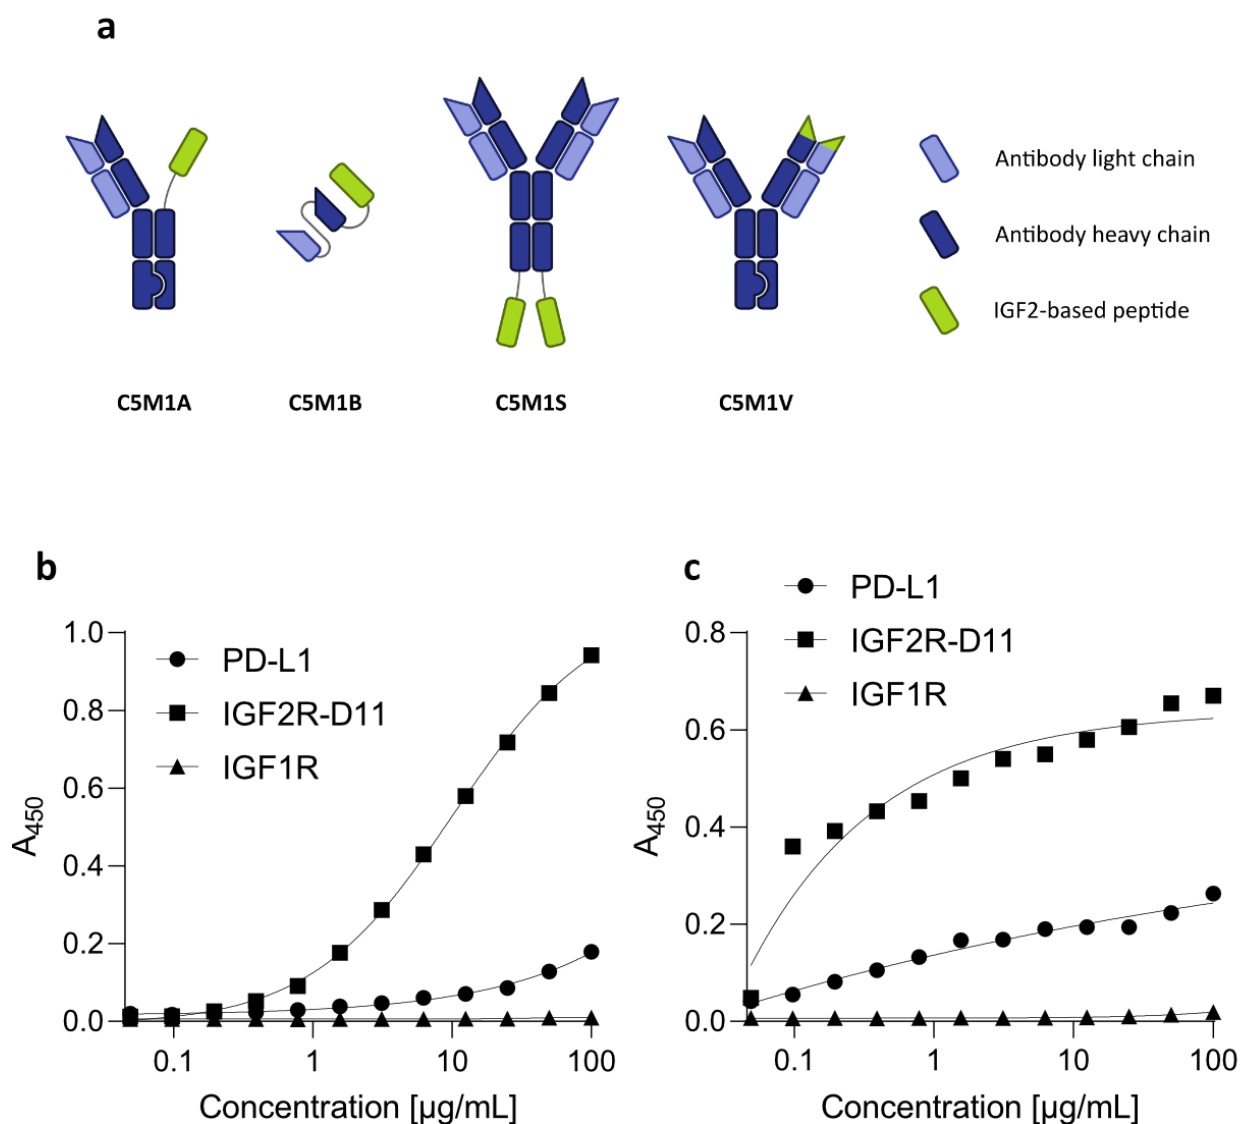 a
Antibody light chain
Antibody heavy chain
IGF2-based peptide
C5M1A
C5M1B
C5M1S
C5M1V
b
PD-L1
IGF2R-D11
IGF1R
1.0
0.8
0.6
0.4
0.2
0.0
A450
0.1
1
10
100
Concentration [µg/mL]
c
PD-L1
IGF2R-D11
IGF1R
0.8
0.6
0.4
0.2
0.0
A450
0.1
1
10
100
Concentration [µg/mL]